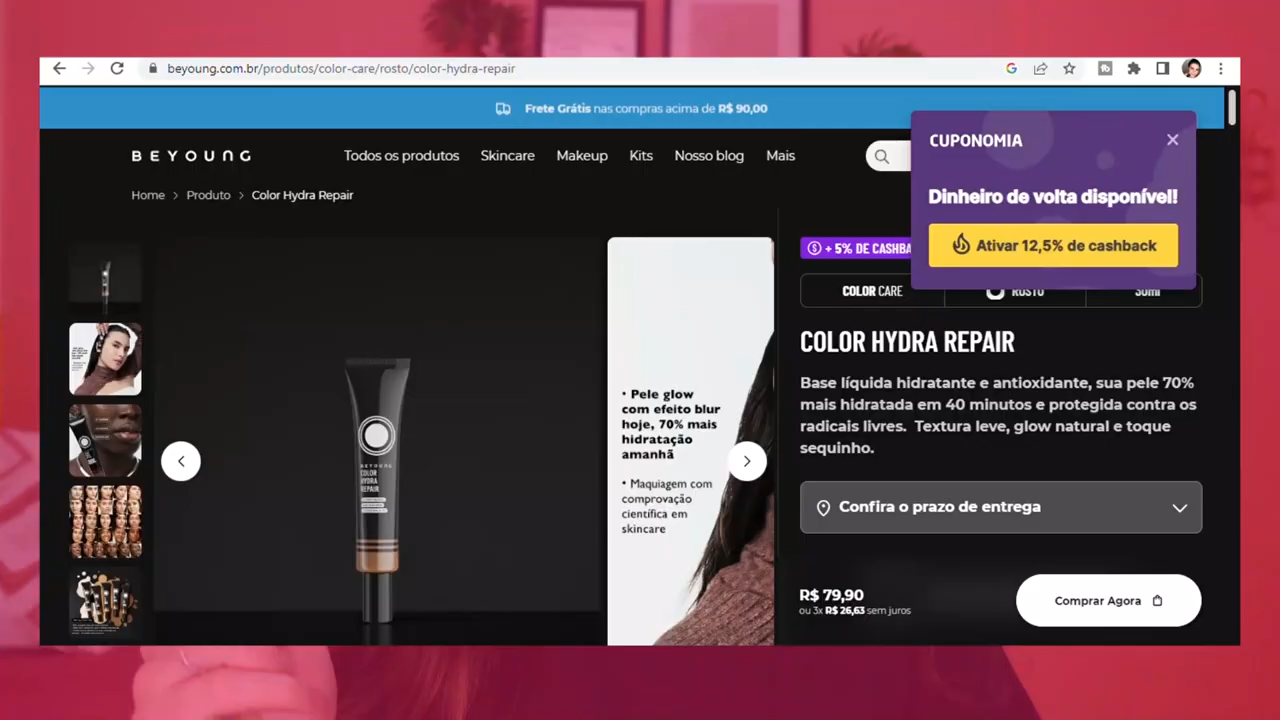 beyoung.com.br/produtos/color-care/rosto/color-hydra-repair
Frete Grátis nas compras acima de R$ 90,00
BEYOUNG
Todos os produtos
Skincare
Makeup
Kits
Nosso blog
Mais
Home > Produto > Color Hydra Repair
CUPONOMIA
Dinheiro de volta disponível!
Ativar 12,5% de cashback
+ 5% DE CASHBA
COLOR CARE
ROSTO
30ml
COLOR HYDRA REPAIR
Base líquida hidratante e antioxidante, sua pele 70%
mais hidratada em 40 minutos e protegida contra os
radicais livres. Textura leve, glow natural e toque
sequinho.
Confira o prazo de entrega
R$ 79,90
ou 3x R$ 26,63 sem juros
Comprar Agora
• Pele glow
com efeito blur
hoje, 70% mais
hidratação
amanhã
• Maquiagem com
comprovação
científica em
skincare
BEYOUNG
COLOR
HYDRA
REPAIR